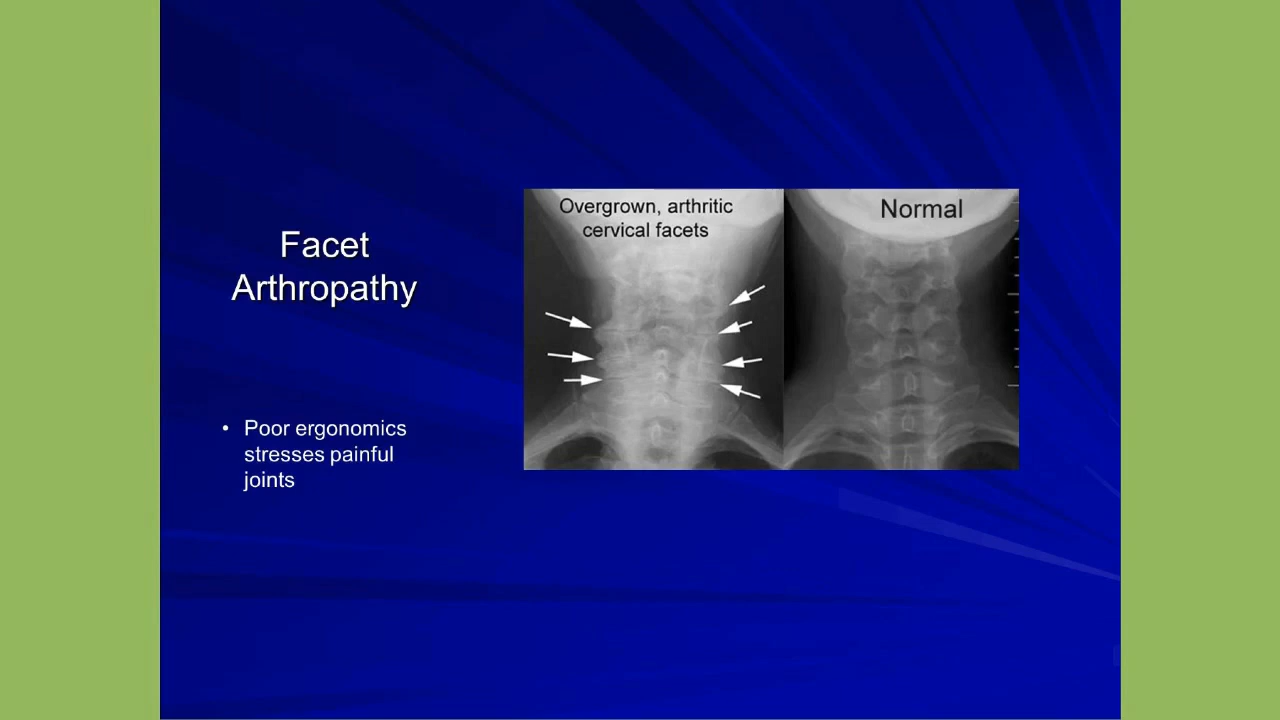 Facet
Arthropathy
• Poor ergonomics
stresses painful
joints
Overgrown, arthritic
cervical facets
Normal